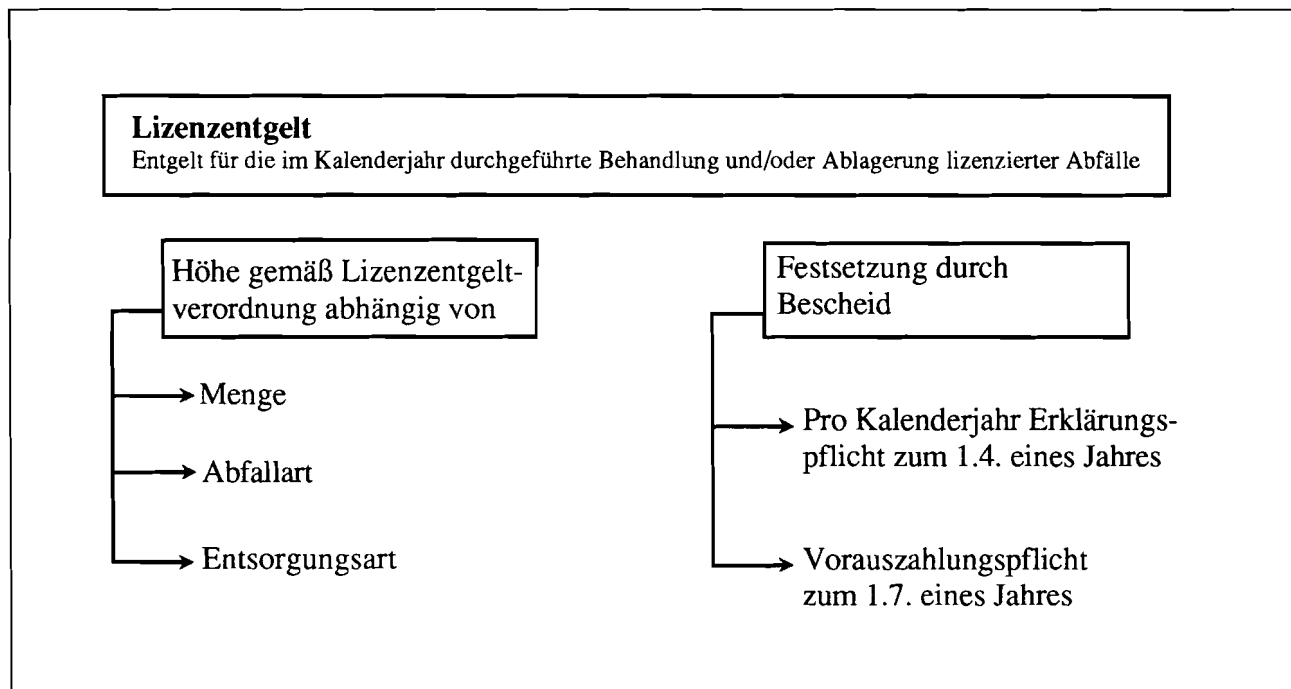 Lizenzentgelt
Entgelt für die im Kalenderjahr durchgeführte Behandlung und/oder Ablagerung lizenzierter Abfälle
Höhe gemäß Lizenzentgelt-
verordnung abhängig von
Menge
Abfallart
Entsorgungsart
Festsetzung durch
Bescheid
Pro Kalenderjahr Erklärungs-
pflicht zum 1.4. eines Jahres
Vorauszahlungspflicht
zum 1.7. eines Jahres